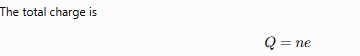 The total charge is
Q = ne